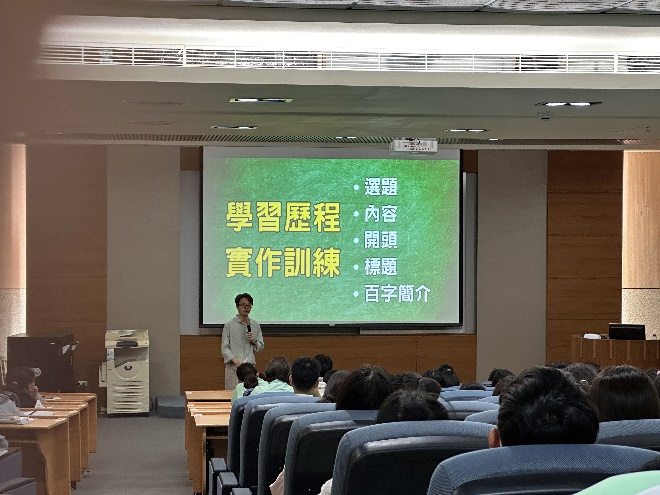 學習歷程
實作訓練
• 選題
• 內容
• 開頭
• 標題
• 百字簡介